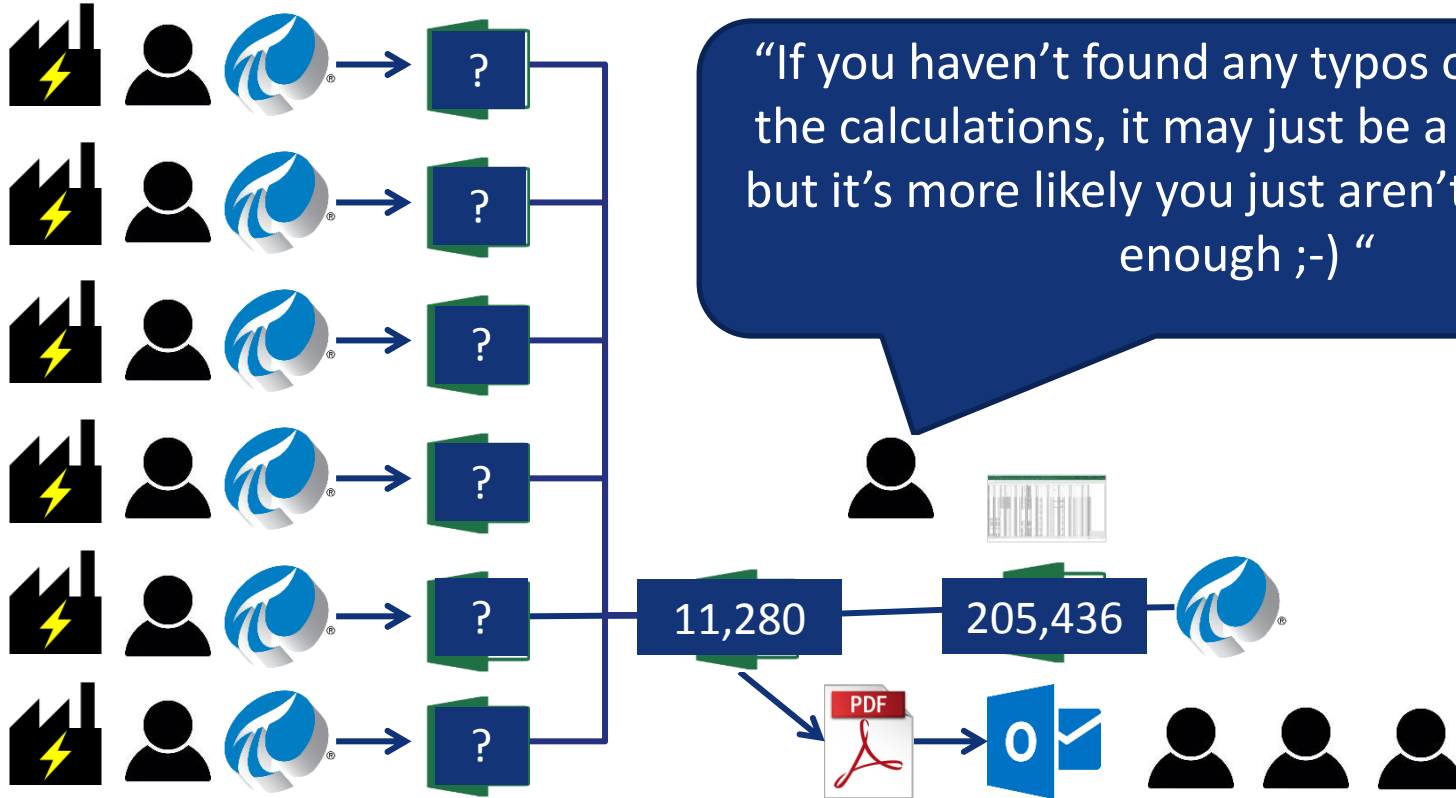 “If you haven’t found any typos
the calculations, it may just be a
but it’s more likely you just aren’t
enough ;-) “
?
?
?
?
?
?
11,280
205,436
PDF
O
®
®
®
®
®
®
®